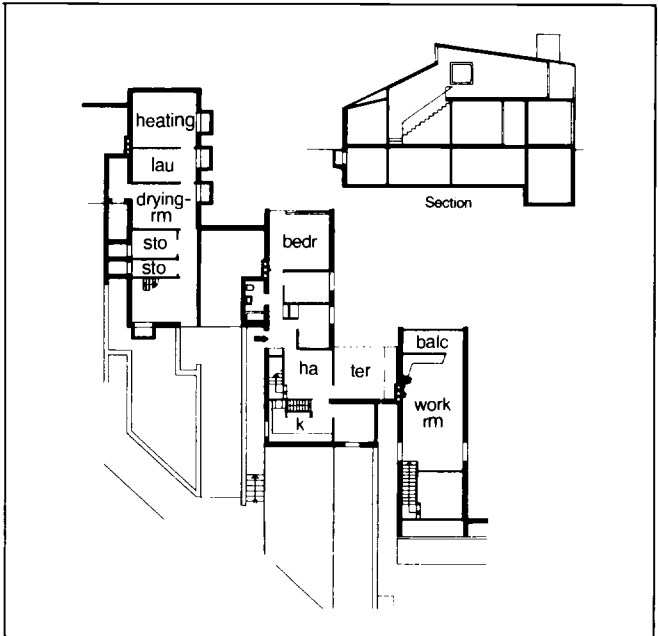 heating
lau
drying-
rm
sto
sto
bedr
ha
k
ter
balc
work
rm
Section